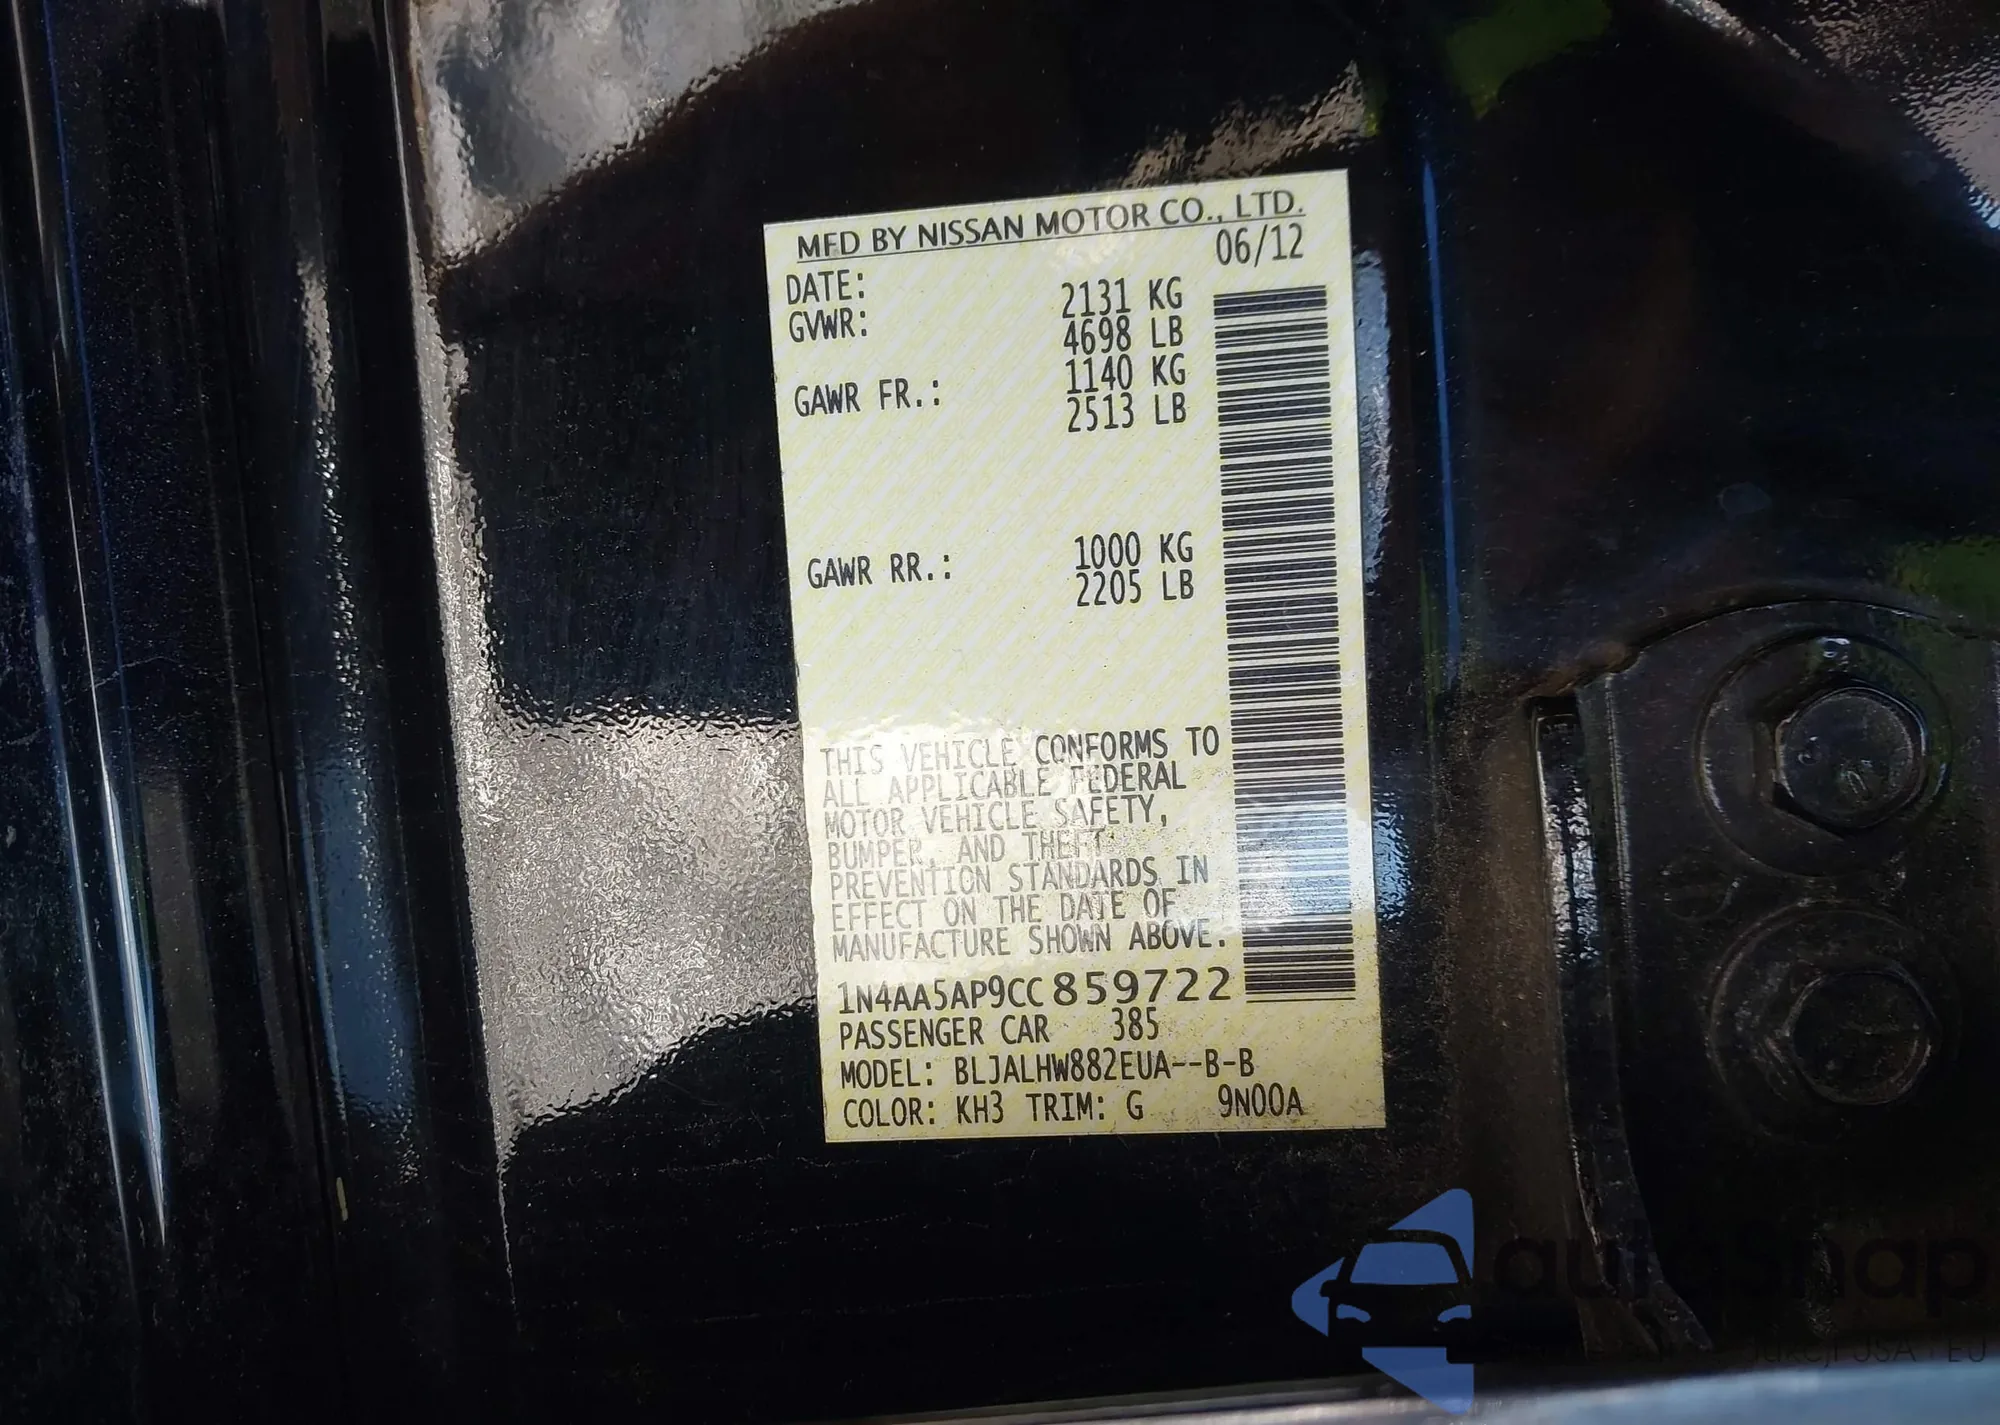 MFD BY NISSAN MOTOR CO., LTD.
DATE: 06/12
GVWR: 2131 KG
4698 LB
GAWR FR.: 1140 KG
2513 LB
GAWR RR.: 1000 KG
2205 LB
THIS VEHICLE CONFORMS TO
ALL APPLICABLE FEDERAL
MOTOR VEHICLE SAFETY,
BUMPER, AND THEFT
PREVENTION STANDARDS IN
EFFECT ON THE DATE OF
MANUFACTURE SHOWN ABOVE.
1N4AA5AP9CC859722
PASSENGER CAR 385
MODEL: BLJALHW882EUA--B-B
COLOR: KH3 TRIM: G 9N00A
autosnap
USA i EU